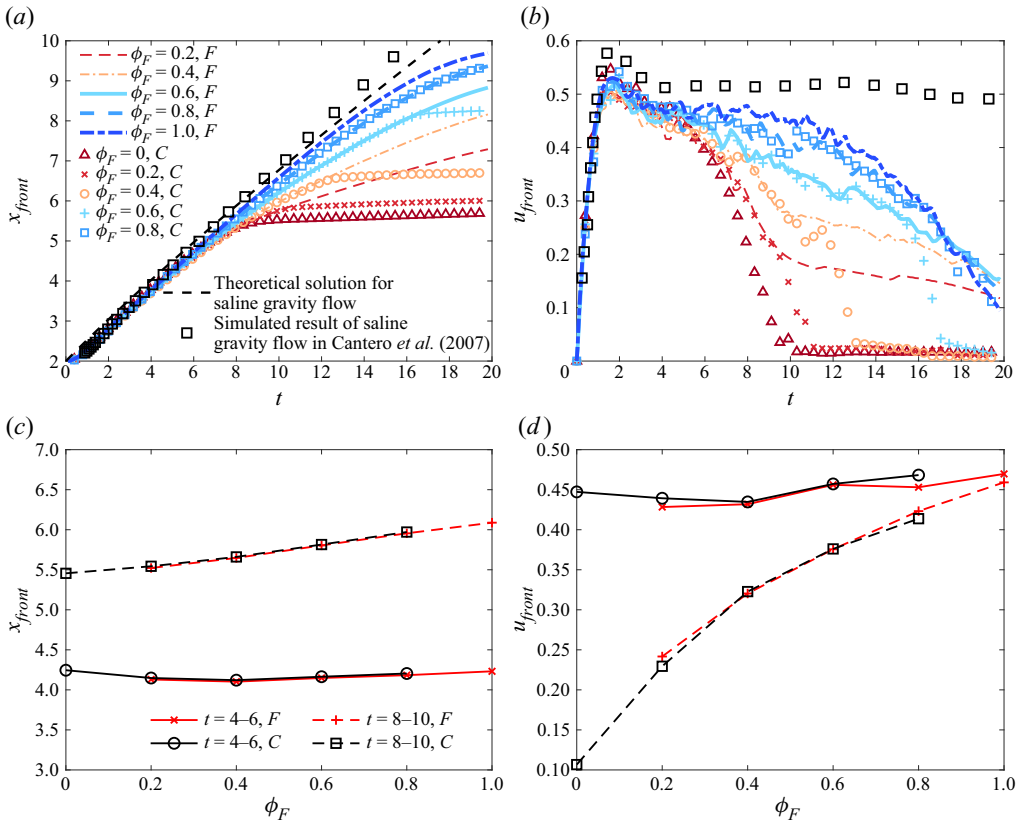 (a)
10
9
8
7
6
5
4
3
2
x_front
ϕ_F = 0.2, F
ϕ_F = 0.4, F
ϕ_F = 0.6, F
ϕ_F = 0.8, F
ϕ_F = 1.0, F
ϕ_F = 0, C
ϕ_F = 0.2, C
ϕ_F = 0.4, C
ϕ_F = 0.6, C
ϕ_F = 0.8, C
Theoretical solution for
saline gravity flow
Simulated result of saline
gravity flow in Cantero et al. (2007)
0 2 4 6 8 10 12 14 16 18 20
t
(b)
0.6
0.5
0.4
0.3
0.2
0.1
u_front
0 2 4 6 8 10 12 14 16 18 20
t
(c)
7.0
6.5
6.0
5.5
5.0
4.5
4.0
3.5
3.0
x_front
t = 4–6, F
t = 8–10, F
t = 4–6, C
t = 8–10, C
0 0.2 0.4 0.6 0.8 1.0
ϕ_F
(d)
0.50
0.45
0.40
0.35
0.30
0.25
0.20
0.15
0.10
u_front
0 0.2 0.4 0.6 0.8 1.0
ϕ_F